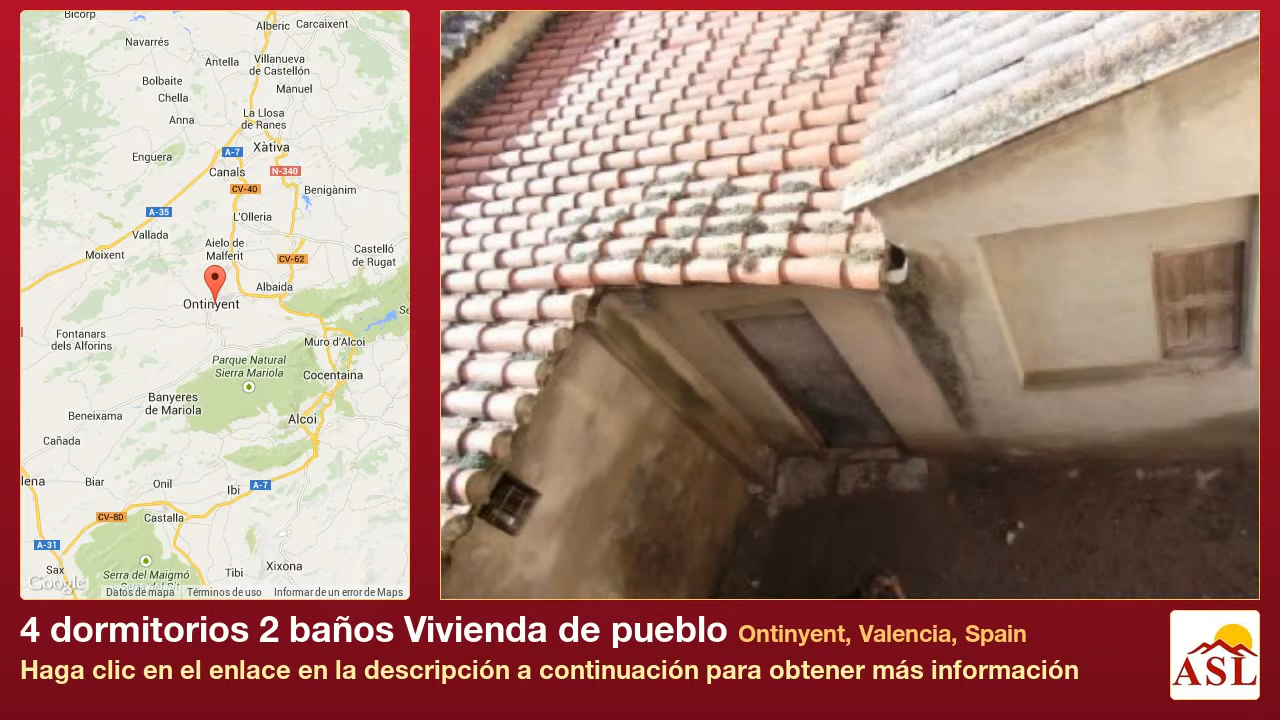 Bicorp
Alberic
Carcaixent
Navarrés
Antella
Villanueva
de Castellón
Bolbaite
Manuel
Chella
Anna
La Llosa
de Ranes
A-7
Xàtiva
Enguera
Canals
N-340
CV-40
Benigànim
A-35
L'Olleria
Vallada
Aielo de
Malferit
Castelló
de Rugat
Moixent
CV-62
Albaida
Ontinyent
Fontanars
dels Alforins
Muro d'Alcoi
Parque Natural
Sierra Mariola
Cocentaina
Banyeres
de Mariola
Beneixama
Alcoi
Cañada
lena
Biar
Onil
Ibi
A-7
CV-80
Castalla
A-31
Sax
Serra del Maigmó
Tibi
Xixona
Google
Datos de mapa
Términos de uso
Informar de un error de Maps
4 dormitorios 2 baños Vivienda de pueblo Ontinyent, Valencia, Spain
Haga clic en el enlace en la descripción a continuación para obtener más información
ASL